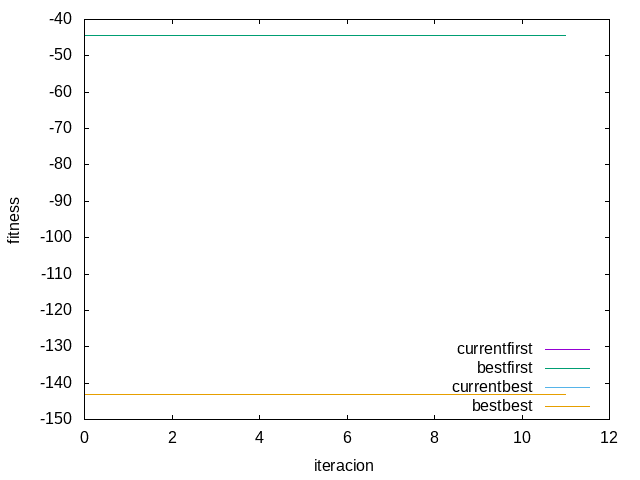 -40
-50
-60
-70
-80
-90
-100
-110
-120
-130
-140
-150
0 2 4 6 8 10 12
fitness
iteracion
currentfirst
bestfirst
currentbest
bestbest